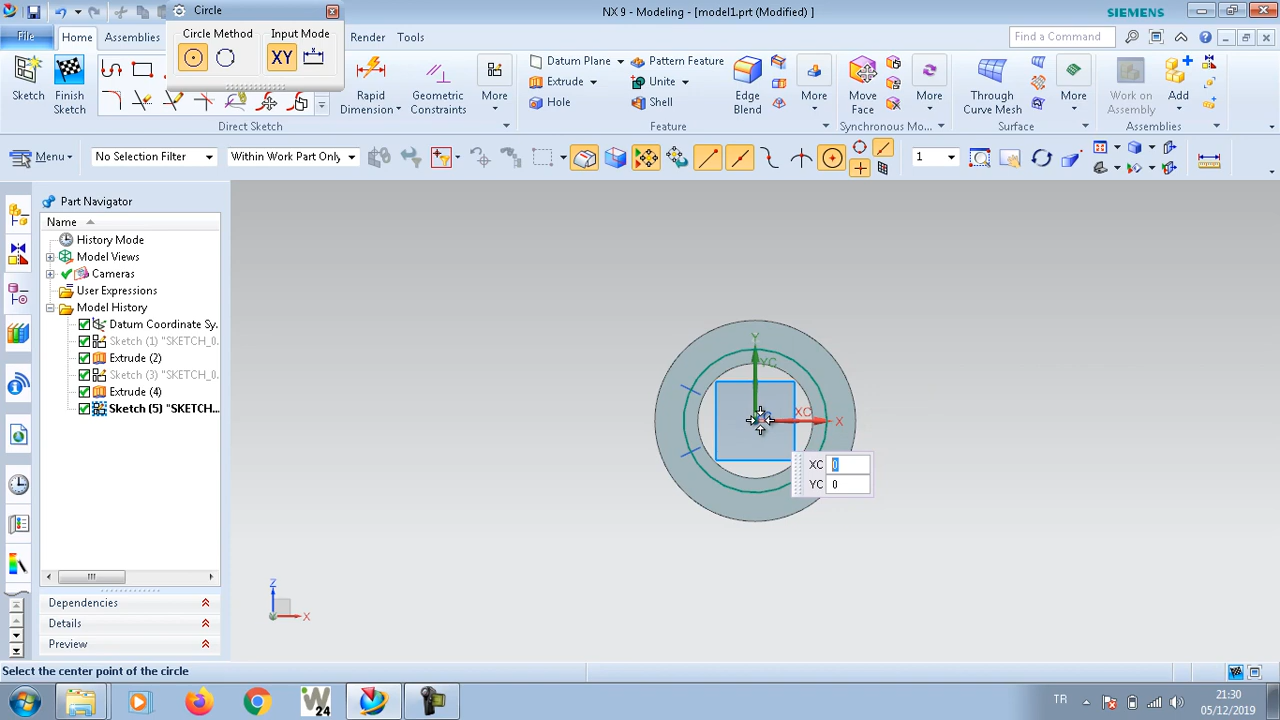 Circle
NX 9 - Modeling - [model1.prt (Modified) ]
SIEMENS
File
Home
Assemblies
Render
Tools
Find a Command
Circle Method
Input Mode
XY
Sketch
Finish Sketch
Rapid Dimension
Geometric Constraints
More
Datum Plane
Extrude
Hole
Pattern Feature
Unite
Shell
Edge Blend
More
Move Face
More
Through Curve Mesh
More
Work on Assembly
Add
More
Direct Sketch
Feature
Synchronous Mo...
Surface
Assemblies
Menu
No Selection Filter
Within Work Part Only
1
Part Navigator
Name
History Mode
Model Views
Cameras
User Expressions
Model History
Datum Coordinate Sy.
Sketch (1) "SKETCH_0.
Extrude (2)
Sketch (3) "SKETCH_0.
Extrude (4)
Sketch (5) "SKETCH...
Dependencies
Details
Preview
Y
YC
XC
X
XC 0
YC 0
Z
X
Select the center point of the circle
24
TR
21:30
05/12/2019